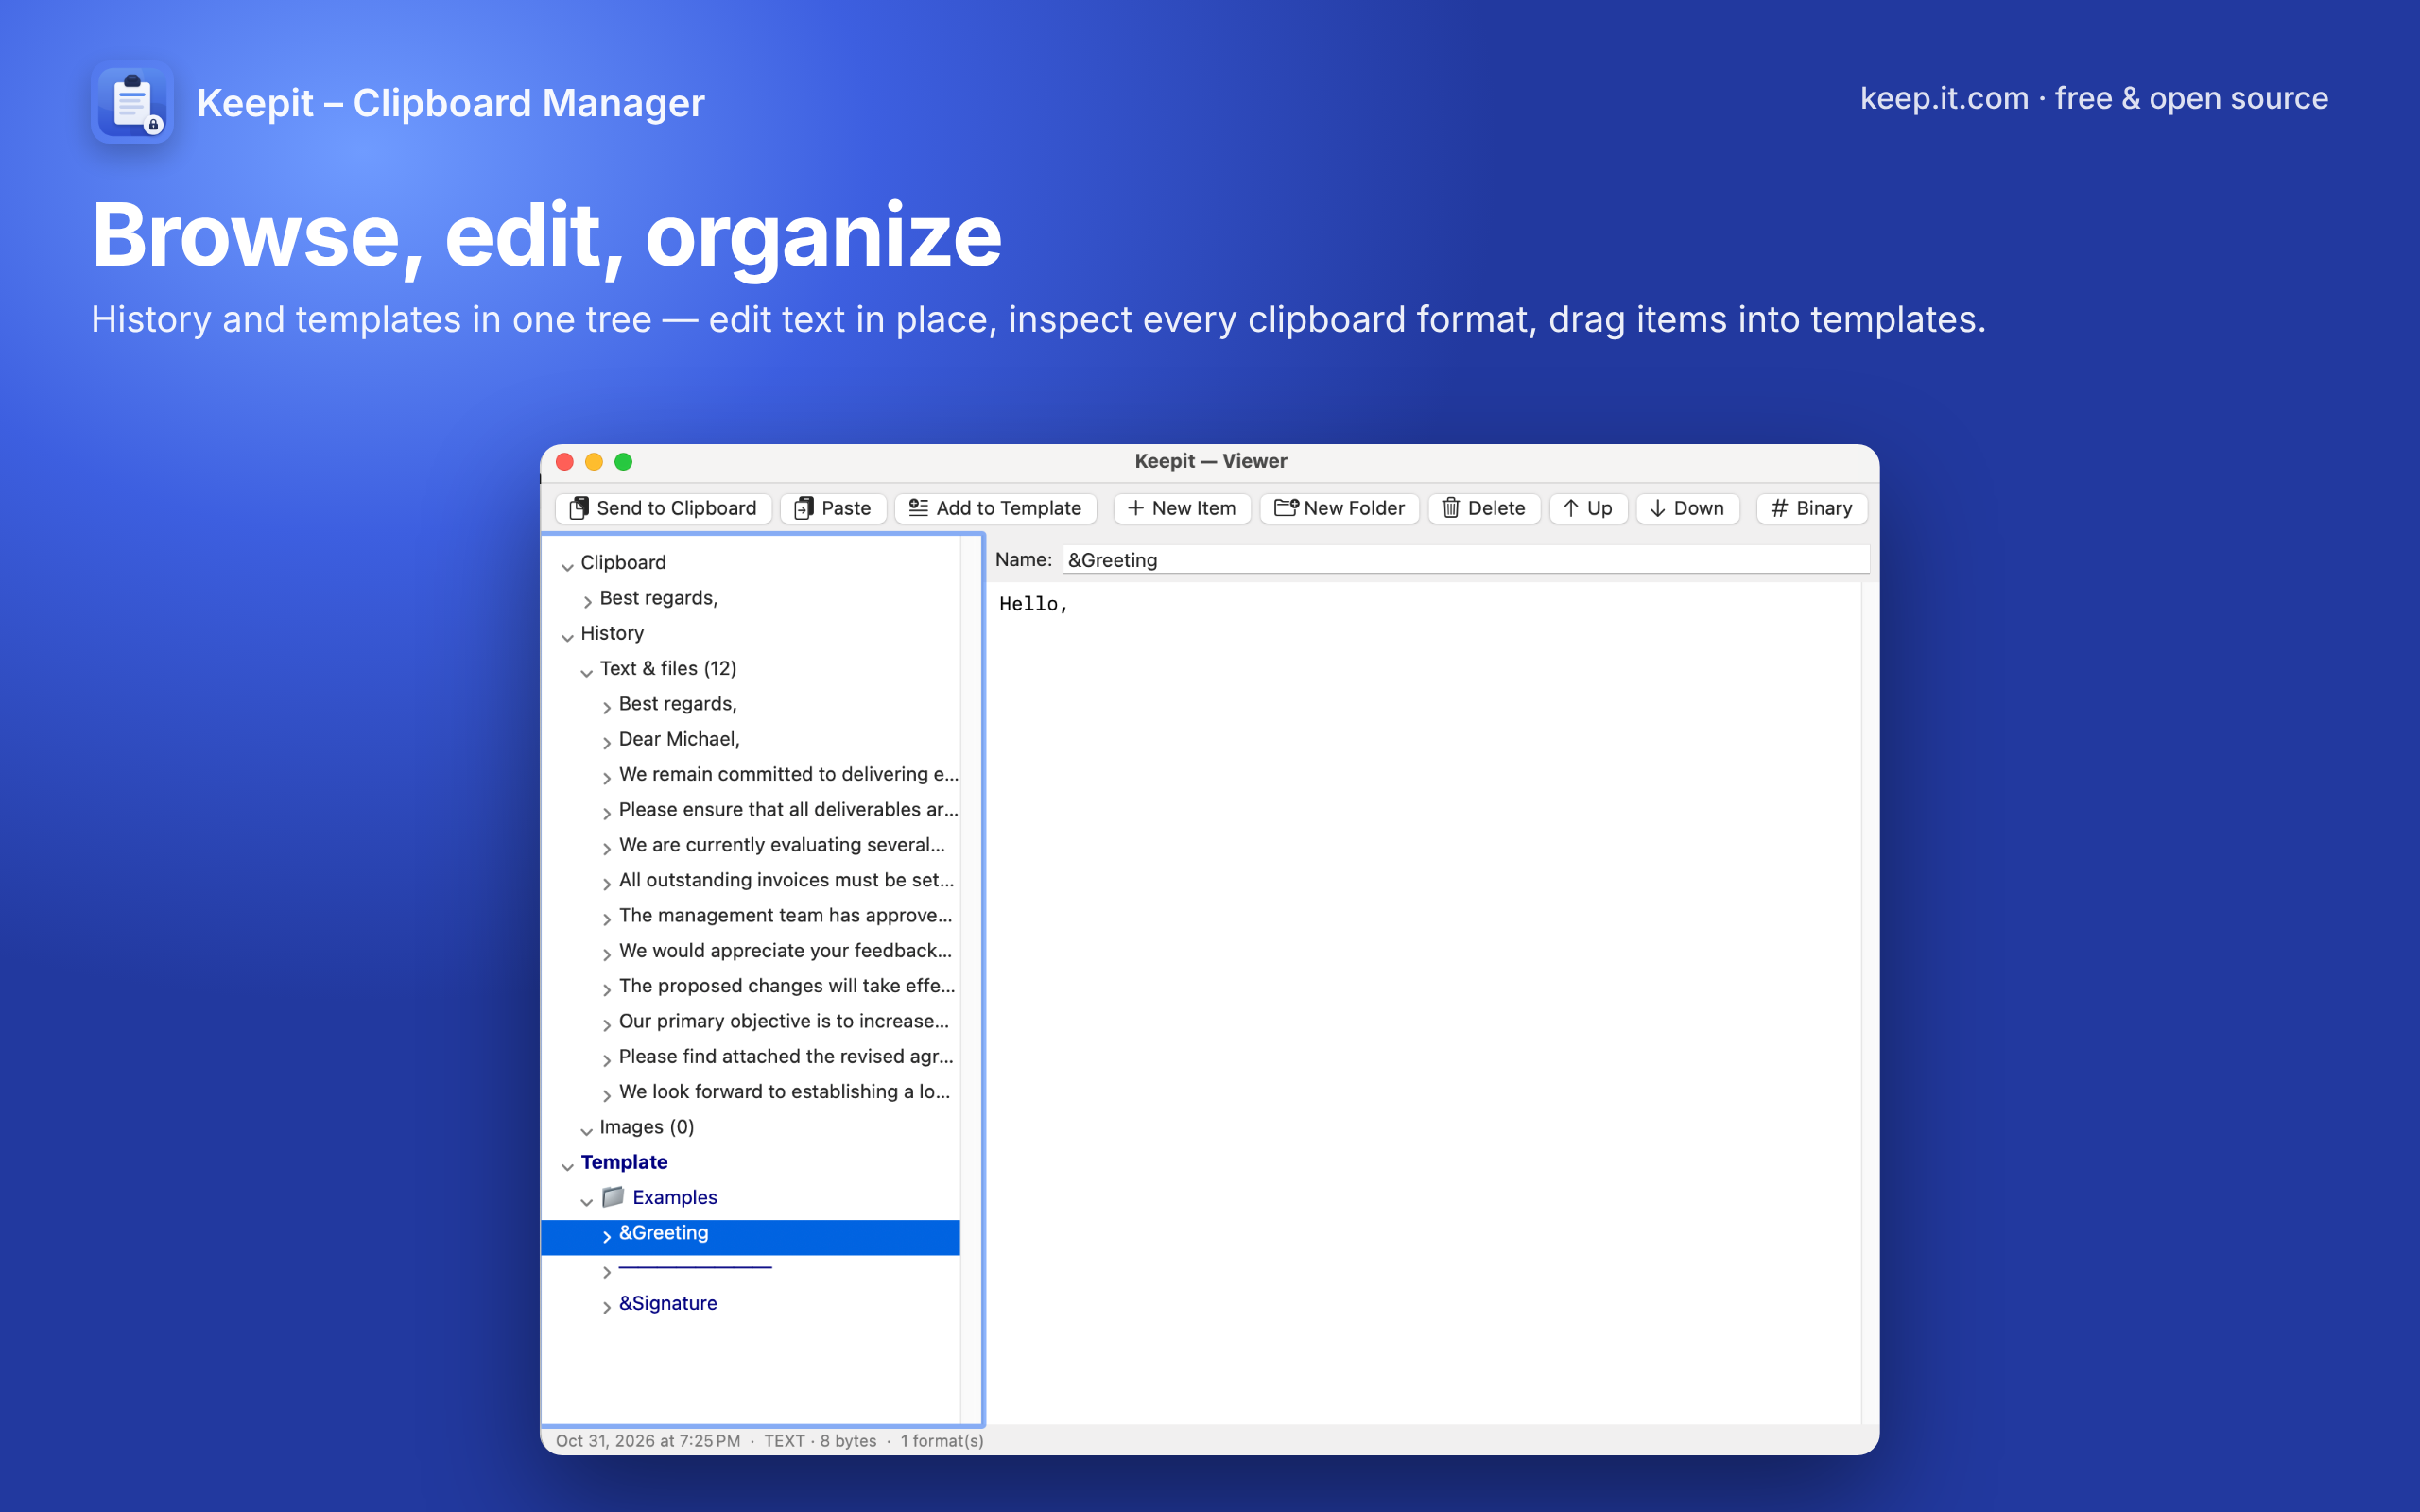 Keepit – Clipboard Manager
keep.it.com · free & open source
Browse, edit, organize
History and templates in one tree — edit text in place, inspect every clipboard format, drag items into templates.
Keepit — Viewer
Send to Clipboard Paste Add to Template New Item New Folder Delete Up Down # Binary
Clipboard
Best regards,
History
Text & files (12)
Best regards,
Dear Michael,
We remain committed to delivering e...
Please ensure that all deliverables ar...
We are currently evaluating several...
All outstanding invoices must be set...
The management team has approve...
We would appreciate your feedback...
The proposed changes will take effe...
Our primary objective is to increase...
Please find attached the revised agr...
We look forward to establishing a lo...
Images (0)
Template
Examples
&Greeting
&Signature
Name: &Greeting
Hello,
Oct 31, 2026 at 7:25 PM · TEXT · 8 bytes · 1 format(s)